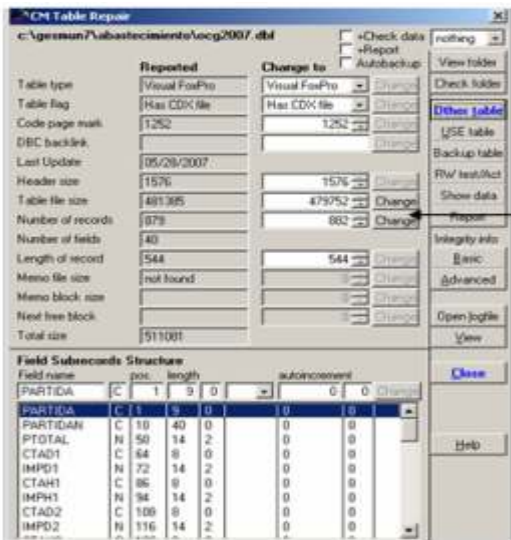 CM Table Repair
c:\gesmun7\abastecimiento\ocg2007.dbf
+Check data
+Report
Autobackup
nothing
Reported Change to
Table type Visual FoxPro Visual FoxPro Change
Table flag Has CDX file Has CDX file Change
Code page mark 1252 1252 Change
DBC backlink Change
Last Update 05/28/2007
Header size 1576 1576 Change
Table file size 481385 479752 Change
Number of records 879 882 Change
Number of fields 40
Length of record 544 544 Change
Memo file size not found 0 Change
Memo block size 0 Change
Next free block 0 Change
Total size 511081
View folder
Check folder
Other table
USE table
Backup table
RW test/Act
Show data
Report
Integrity info
Basic
Advanced
Open logfile
View
Close
Help
Field Subrecords Structure
Field name pos. length autoincrement
PARTIDA C 1 9 0 0 0 Change
PARTIDA C 1 9 0 0 0
PARTIDAN C 10 40 0 0 0
PTOTAL N 50 14 2 0 0
CTAD1 C 64 8 0 0 0
IMPD1 N 72 14 2 0 0
CTAH1 C 86 8 0 0 0
IMPH1 N 94 14 2 0 0
CTAD2 C 108 8 0 0 0
IMPD2 N 116 14 2 0 0